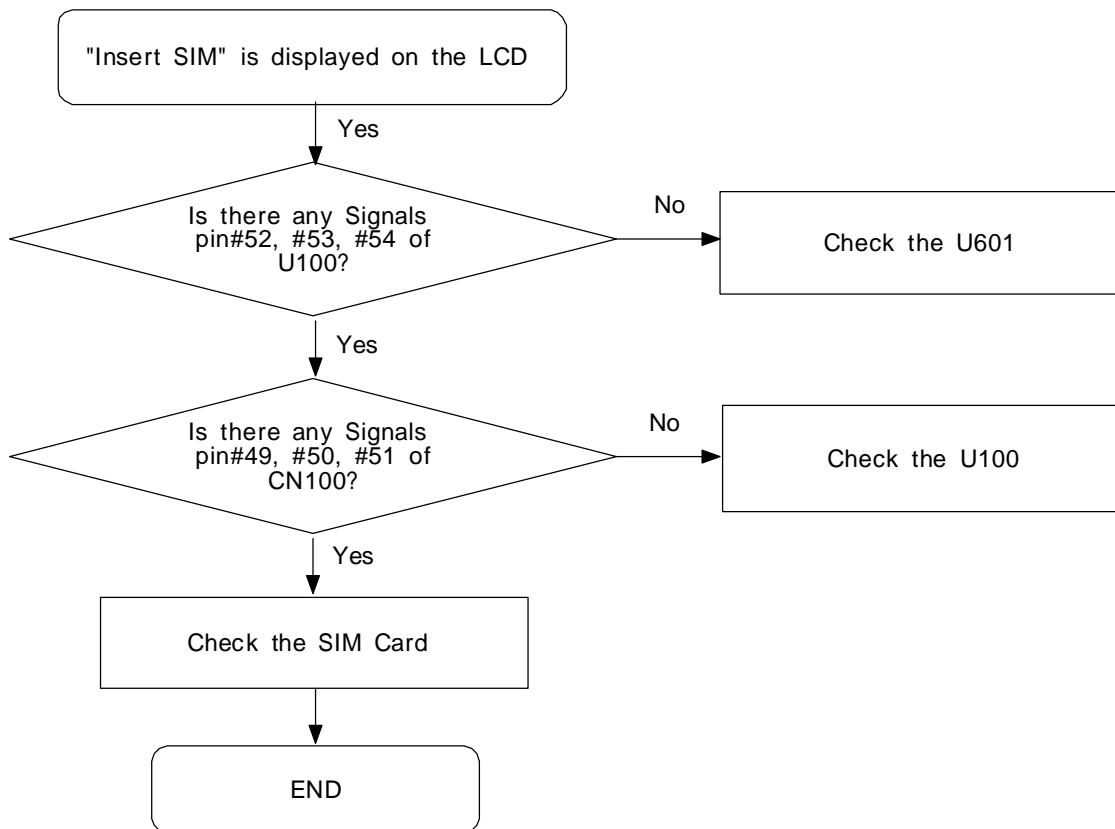 "Insert SIM" is displayed on the LCD
Yes
Is there any Signals
pin#52, #53, #54 of
U100?
No
Check the U601
Yes
Is there any Signals
pin#49, #50, #51 of
CN100?
No
Check the U100
Yes
Check the SIM Card
END